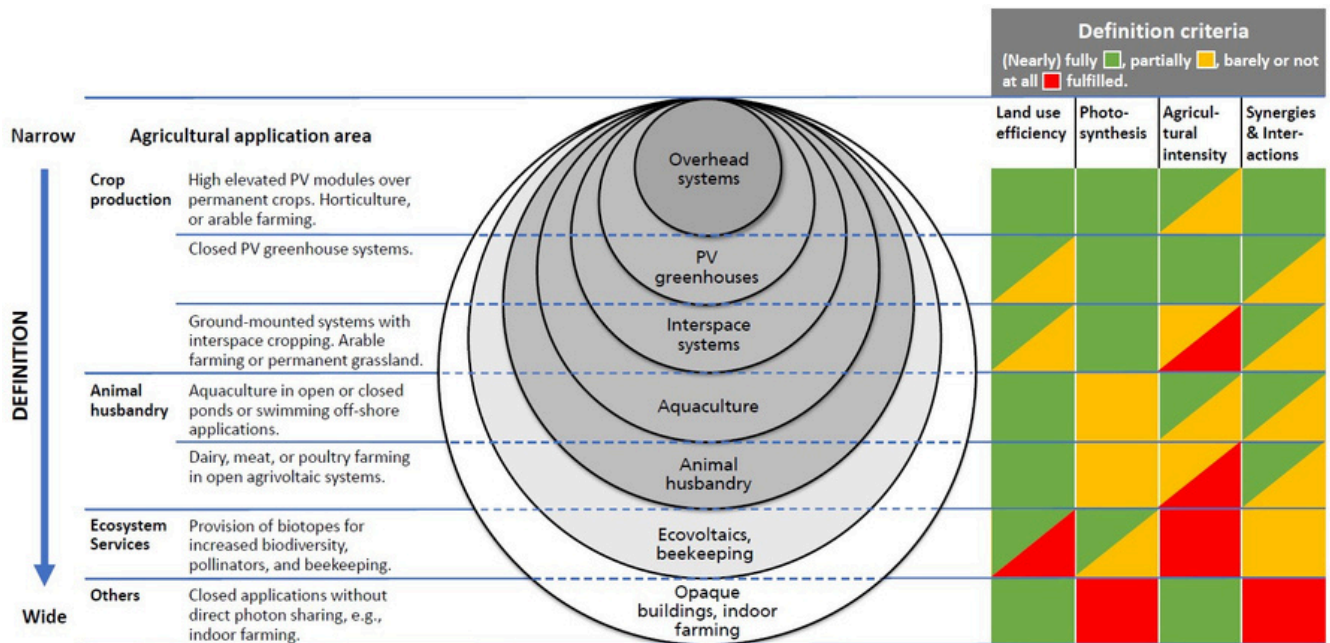 Definition criteria
(Nearly) fully , partially , barely or not
at all fulfilled.
Narrow
Agricultural application area
Land use
efficiency
Photo-
synthesis
Agricul-
tural
intensity
Synergies
& Inter-
actions
DEFINITION
Crop
production
High elevated PV modules over
permanent crops. Horticulture,
or arable farming.
Overhead
systems
Closed PV greenhouse systems.
PV
greenhouses
Ground-mounted systems with
interspace cropping. Arable
farming or permanent grassland.
Interspace
systems
Animal
husbandry
Aquaculture in open or closed
ponds or swimming off-shore
applications.
Aquaculture
Dairy, meat, or poultry farming
in open agrivoltaic systems.
Animal
husbandry
Ecosystem
Services
Provision of biotopes for
increased biodiversity,
pollinators, and beekeeping.
Ecovoltaics,
beekeeping
Wide
Others
Closed applications without
direct photon sharing, e.g.,
indoor farming.
Opaque
buildings, indoor
farming